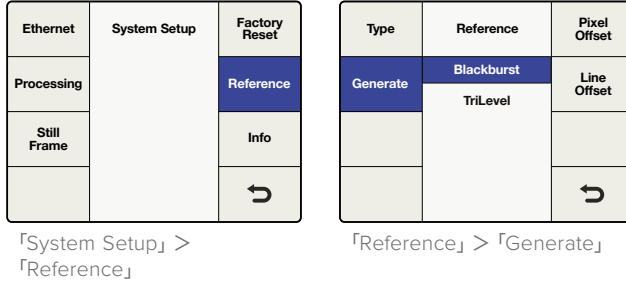 Ethernet
System Setup
Factory
Reset
Processing
Reference
Still
Frame
Info
「System Setup」＞
「Reference」
Type
Reference
Pixel
Offset
Generate
Blackburst
TriLevel
Line
Offset
「Reference」＞「Generate」